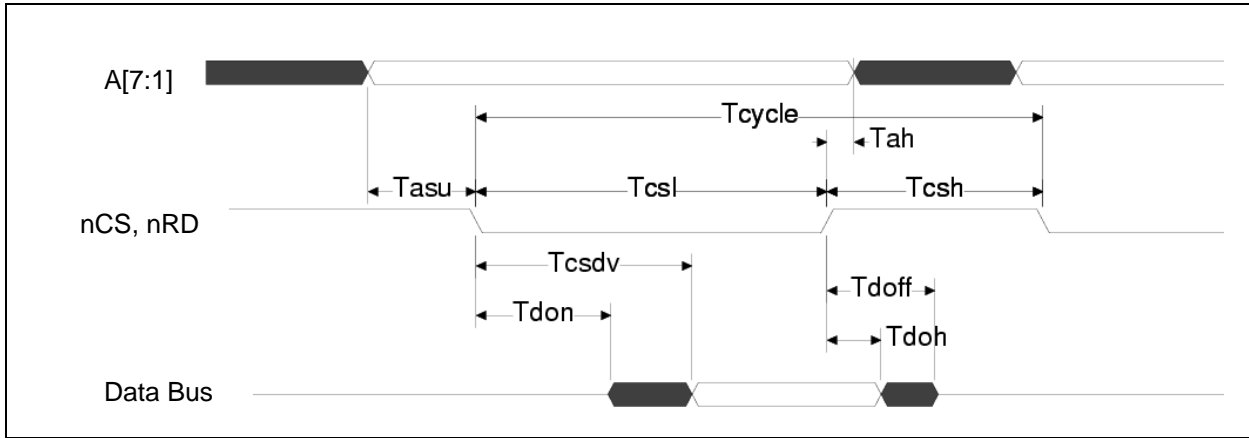 A[7:1]
Tcycle
Tah
Tasu
Tcsl
Tcsh
nCS, nRD
Tcsdv
Tdoff
Tdon
Tdoh
Data Bus